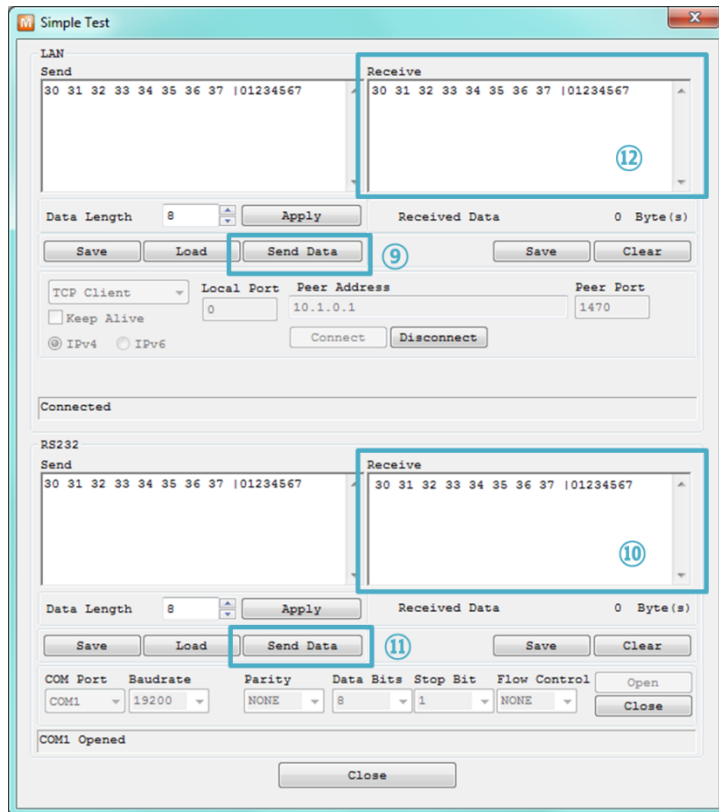 Simple Test
LAN
Send
Receive
30 31 32 33 34 35 36 37 |01234567
30 31 32 33 34 35 36 37 |01234567
⑫
Data Length 8 Apply Received Data 0 Byte(s)
Save Load Send Data ⑨ Save Clear
TCP Client Local Port Peer Address Peer Port
Keep Alive 0 10.1.0.1 1470
IPv4 IPv6 Connect Disconnect
Connected
RS232
Send
Receive
30 31 32 33 34 35 36 37 |01234567
30 31 32 33 34 35 36 37 |01234567
⑩
Data Length 8 Apply Received Data 0 Byte(s)
Save Load Send Data ⑪ Save Clear
COM Port Baudrate Parity Data Bits Stop Bit Flow Control Open
COM1 19200 NONE 8 1 NONE Close
COM1 Opened
Close